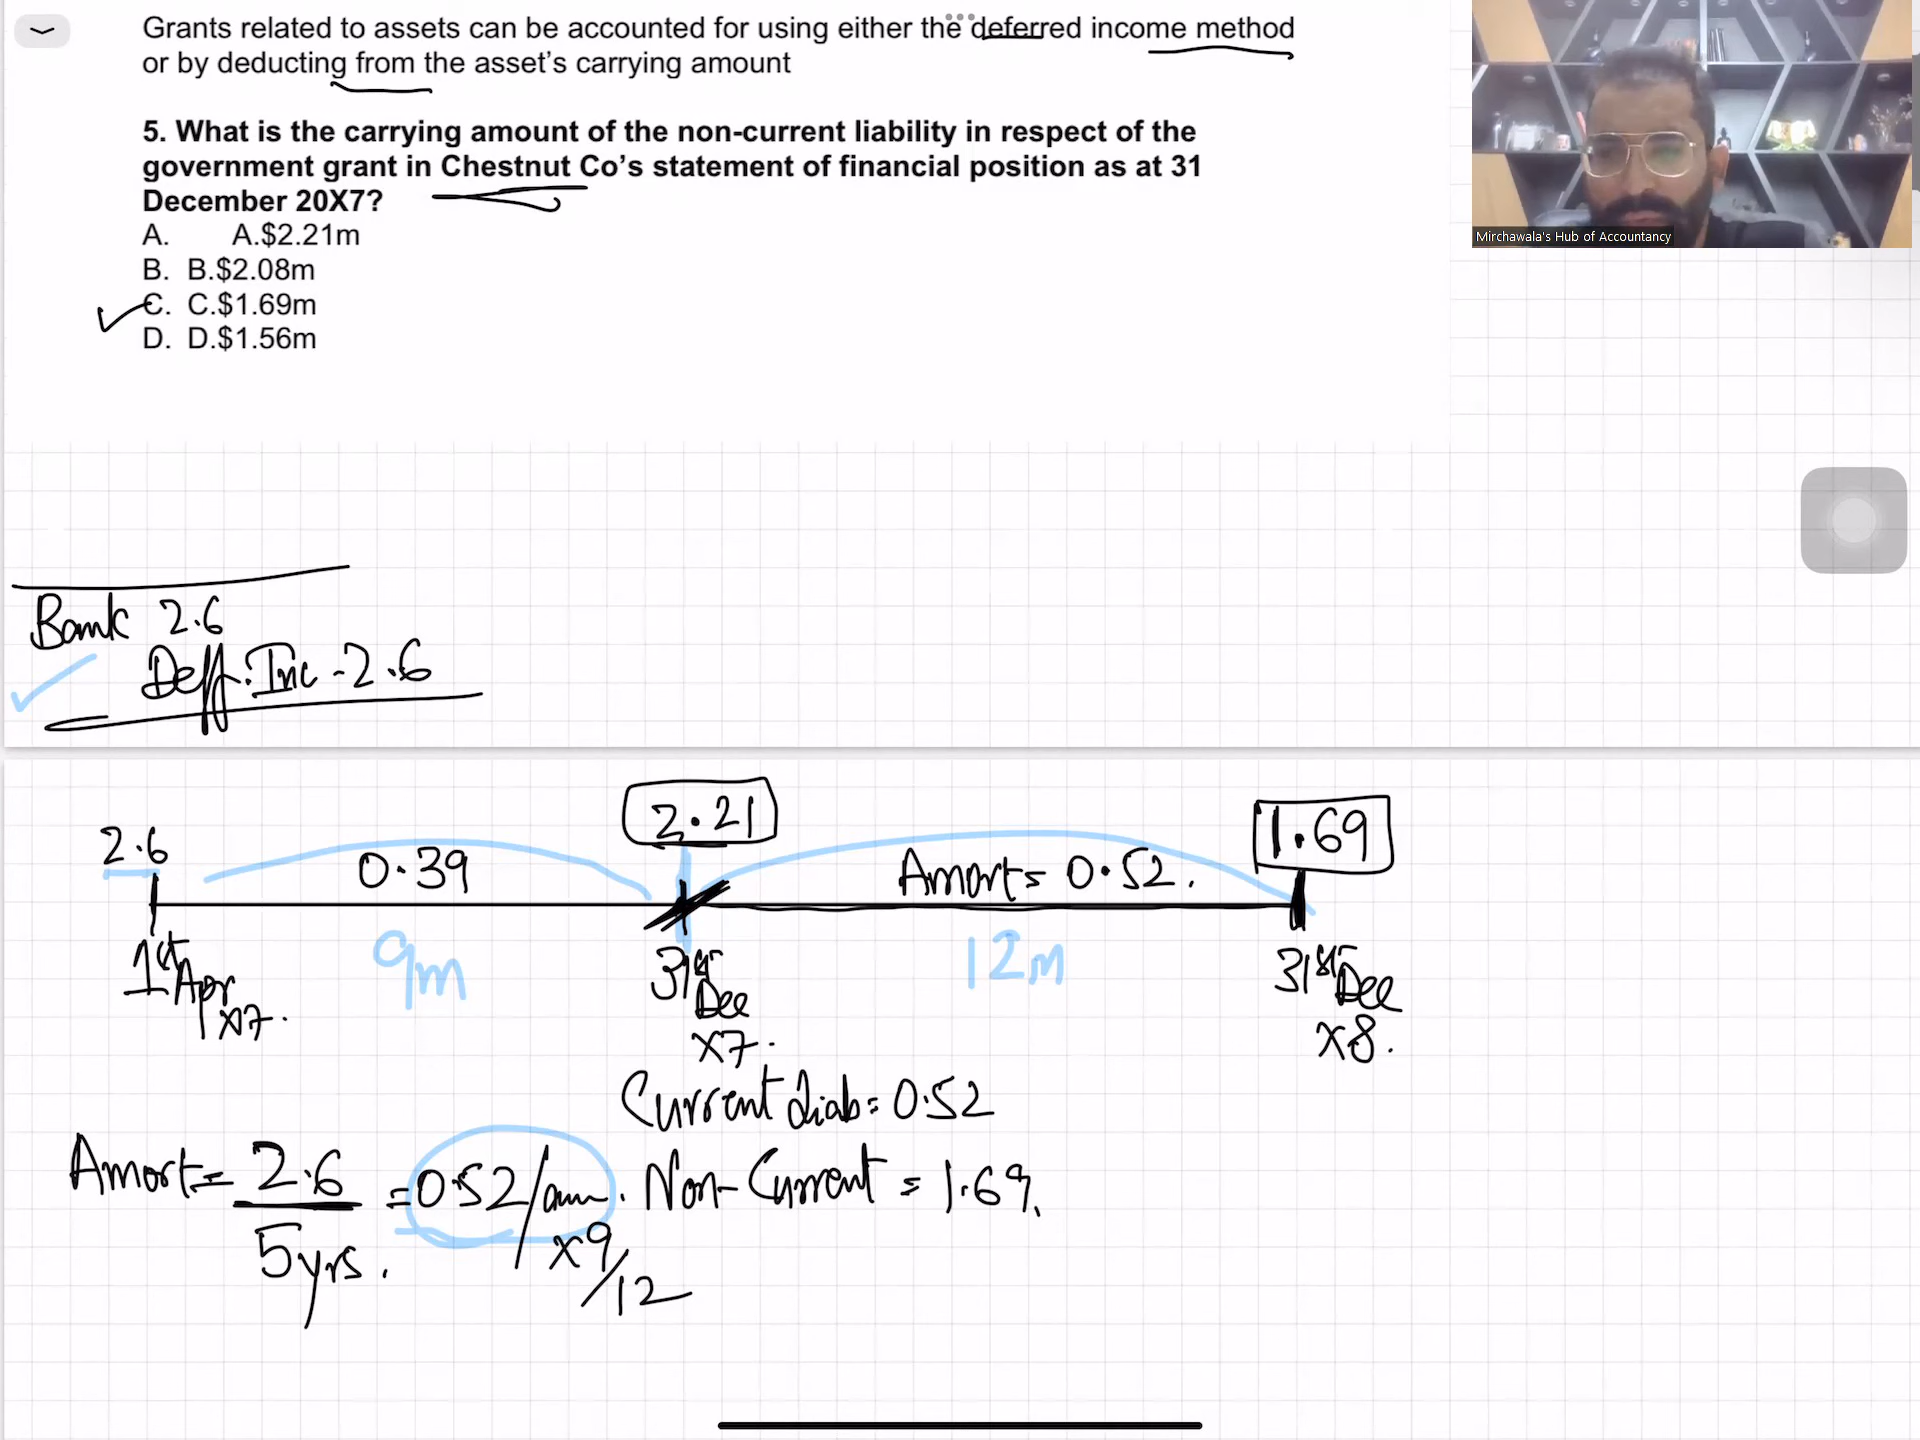 Grants related to assets can be accounted for using either the deferred income method
or by deducting from the asset's carrying amount
5. What is the carrying amount of the non-current liability in respect of the
government grant in Chestnut Co's statement of financial position as at 31
December 20X7?
A. A.$2.21m
B. B.$2.08m
C. C.$1.69m
D. D.$1.56m
Mirchawala's Hub of Accountancy
Bank 2.6
Deff. Inc - 2.6
2.6
0.39
2.21
Amort = 0.52.
1.69
1st Apr x7.
9m
31st Dec x7.
12m
31st Dec x8.
Current Liab = 0.52
Amort = 2.6 / 5yrs. = 0.52/ann. x9/12
Non-Current = 1.69.